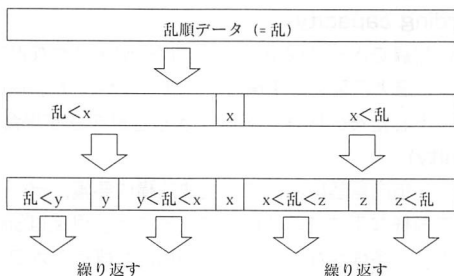 乱順データ (=乱)
乱<x x x<乱
乱<y y y<乱<x x x<乱<z z z<乱
繰り返す 繰り返す